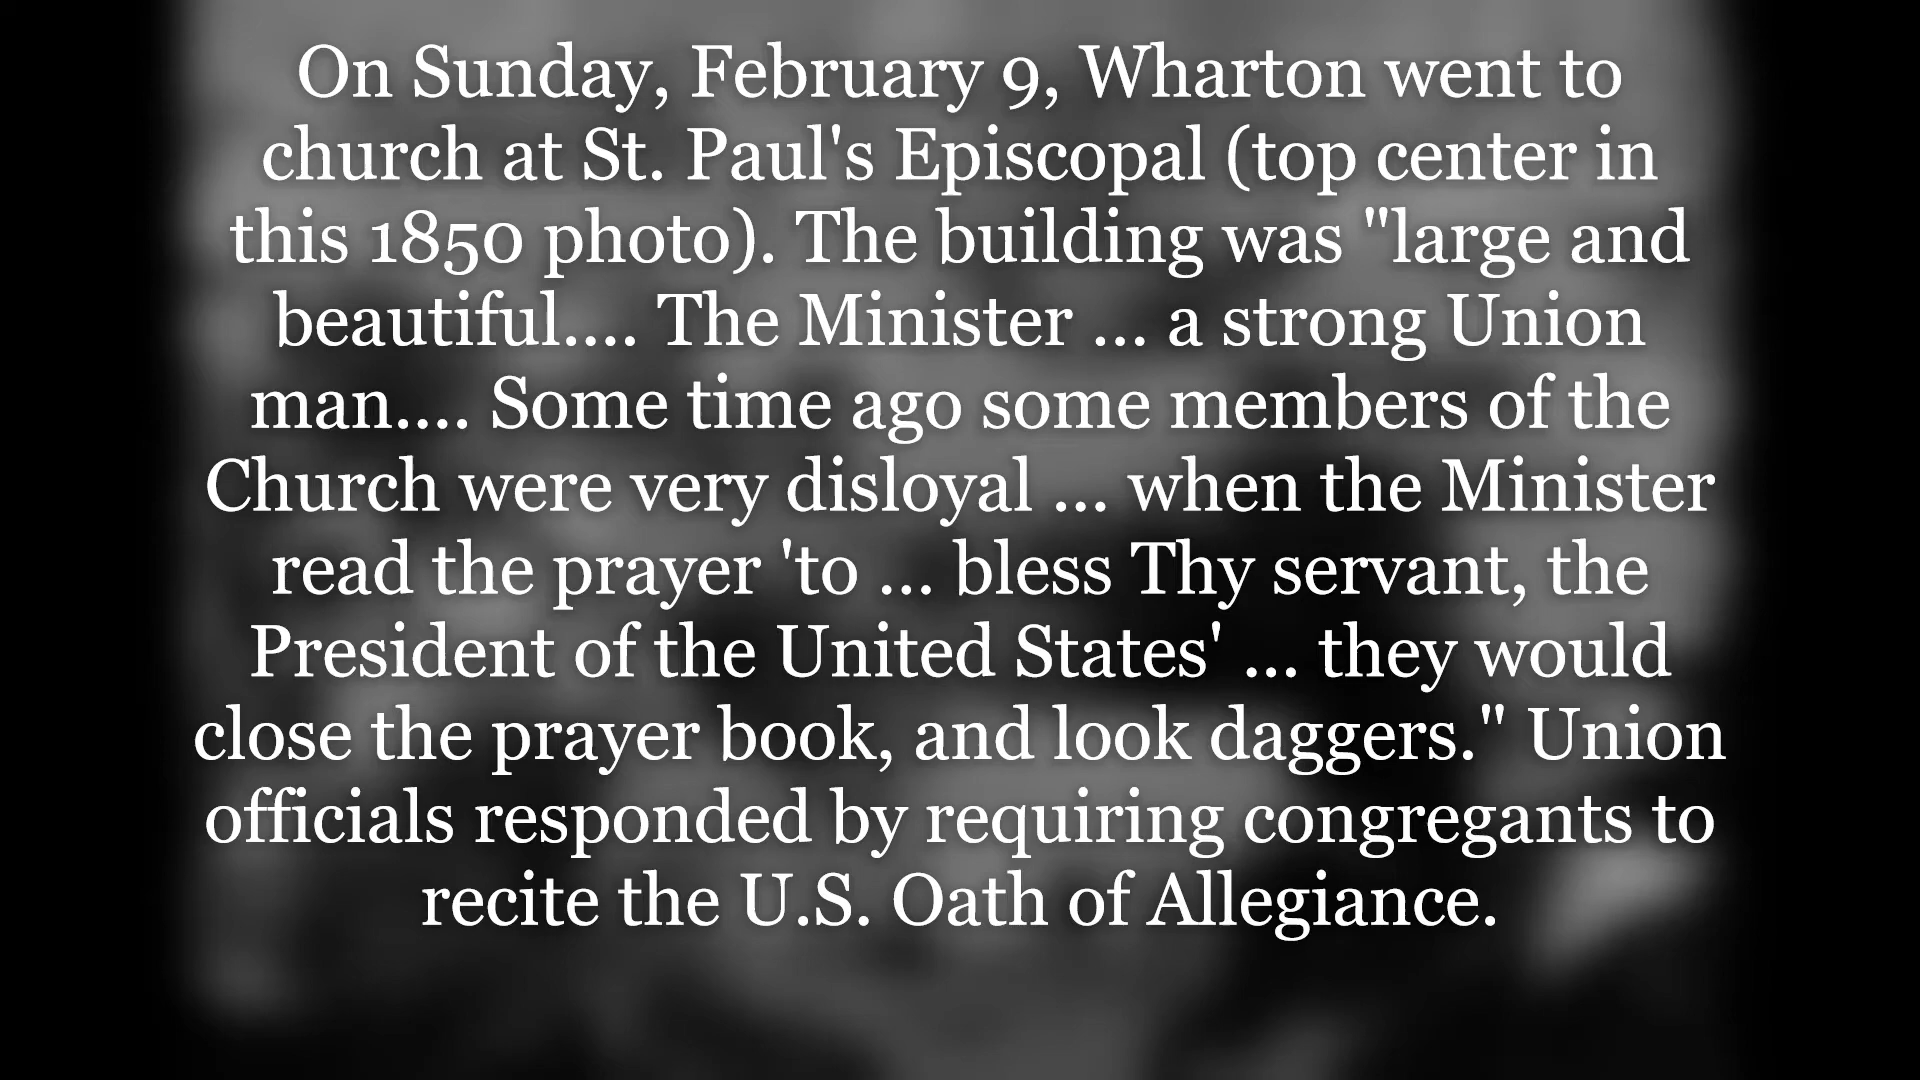 On Sunday, February 9, Wharton went to
church at St. Paul's Episcopal (top center in
this 1850 photo). The building was "large and
beautiful.... The Minister ... a strong Union
man.... Some time ago some members of the
Church were very disloyal ... when the Minister
read the prayer 'to ... bless Thy servant, the
President of the United States' ... they would
close the prayer book, and look daggers." Union
officials responded by requiring congregants to
recite the U.S. Oath of Allegiance.